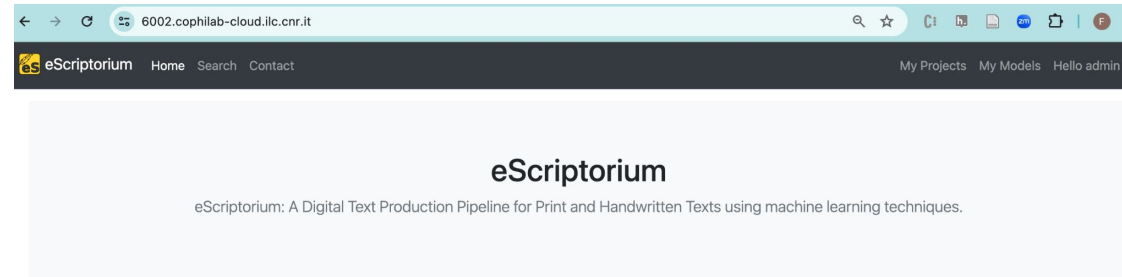 6002.cophilab-cloud.ilc.cnr.it
eS eScriptorium Home Search Contact My Projects My Models Hello admin
eScriptorium
eScriptorium: A Digital Text Production Pipeline for Print and Handwritten Texts using machine learning techniques.